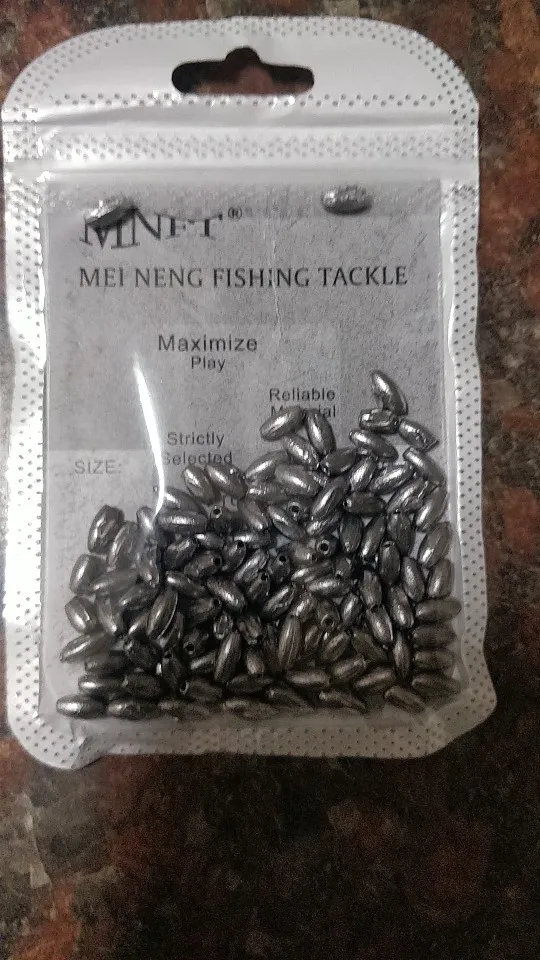 MNFT®
MEI NENG FISHING TACKLE
Maximize
Play
Reliable
Strictly
Selected
SIZE: